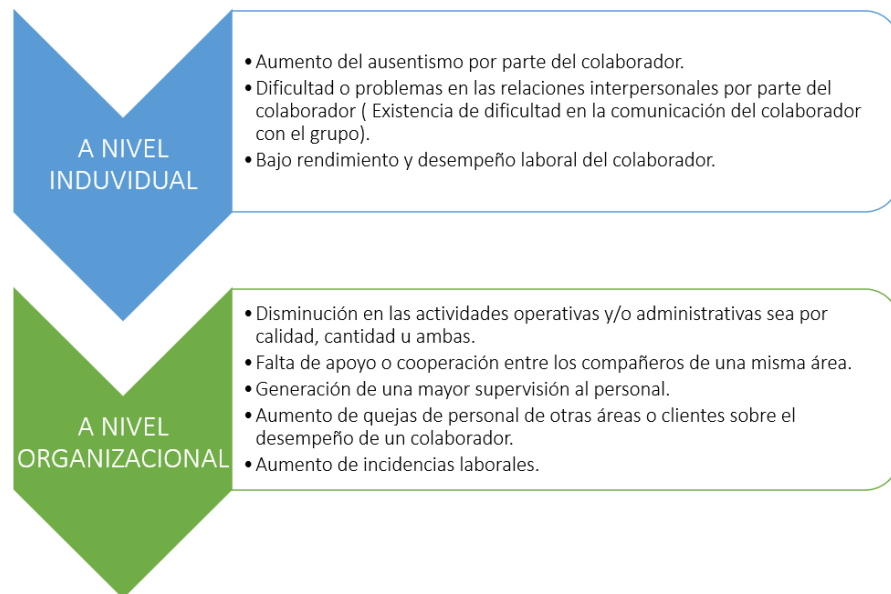 A NIVEL
INDUVIDUAL
•Aumento del ausentismo por parte del colaborador.
•Dificultad o problemas en las relaciones interpersonales por parte del
colaborador ( Existencia de dificultad en la comunicación del colaborador
con el grupo).
•Bajo rendimiento y desempeño laboral del colaborador.
A NIVEL
ORGANIZACIONAL
•Disminución en las actividades operativas y/o administrativas sea por
calidad, cantidad u ambas.
•Falta de apoyo o cooperación entre los compañeros de una misma área.
•Generación de una mayor supervisión al personal.
•Aumento de quejas de personal de otras áreas o clientes sobre el
desempeño de un colaborador.
•Aumento de incidencias laborales.